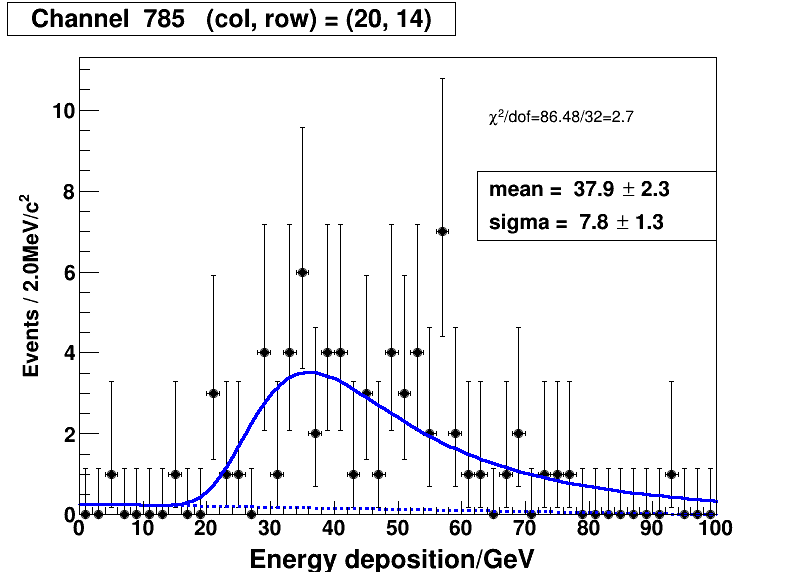 Channel 785 (col, row) = (20, 14)
χ²/dof=86.48/32=2.7
mean = 37.9 ± 2.3
sigma = 7.8 ± 1.3
Events / 2.0MeV/c²
10
8
6
4
2
0
0 10 20 30 40 50 60 70 80 90 100
Energy deposition/GeV